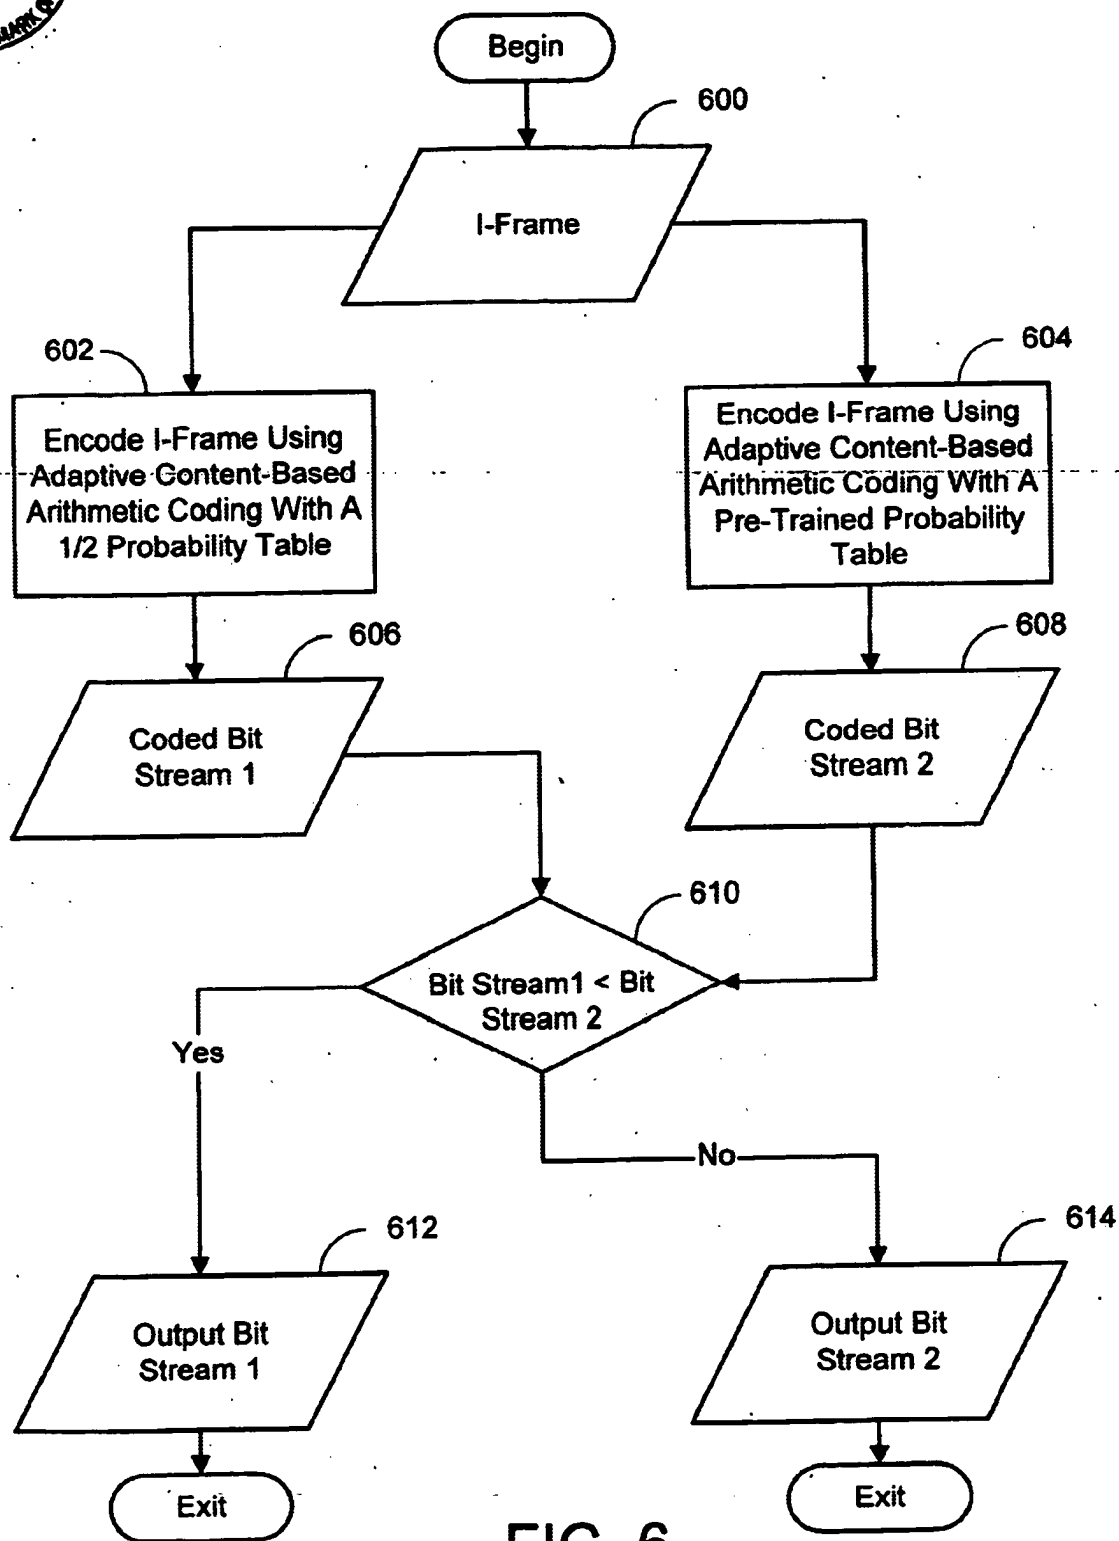 MARK O
Begin
600
I-Frame
602
604
Encode I-Frame Using
Adaptive Content-Based
Arithmetic Coding With A
1/2 Probability Table
Encode I-Frame Using
Adaptive Content-Based
Arithmetic Coding With A
Pre-Trained Probability
Table
606
608
Coded Bit
Stream 1
Coded Bit
Stream 2
610
Bit Stream1 < Bit
Stream 2
Yes
No
612
614
Output Bit
Stream 1
Output Bit
Stream 2
Exit
Exit
FIG. 6